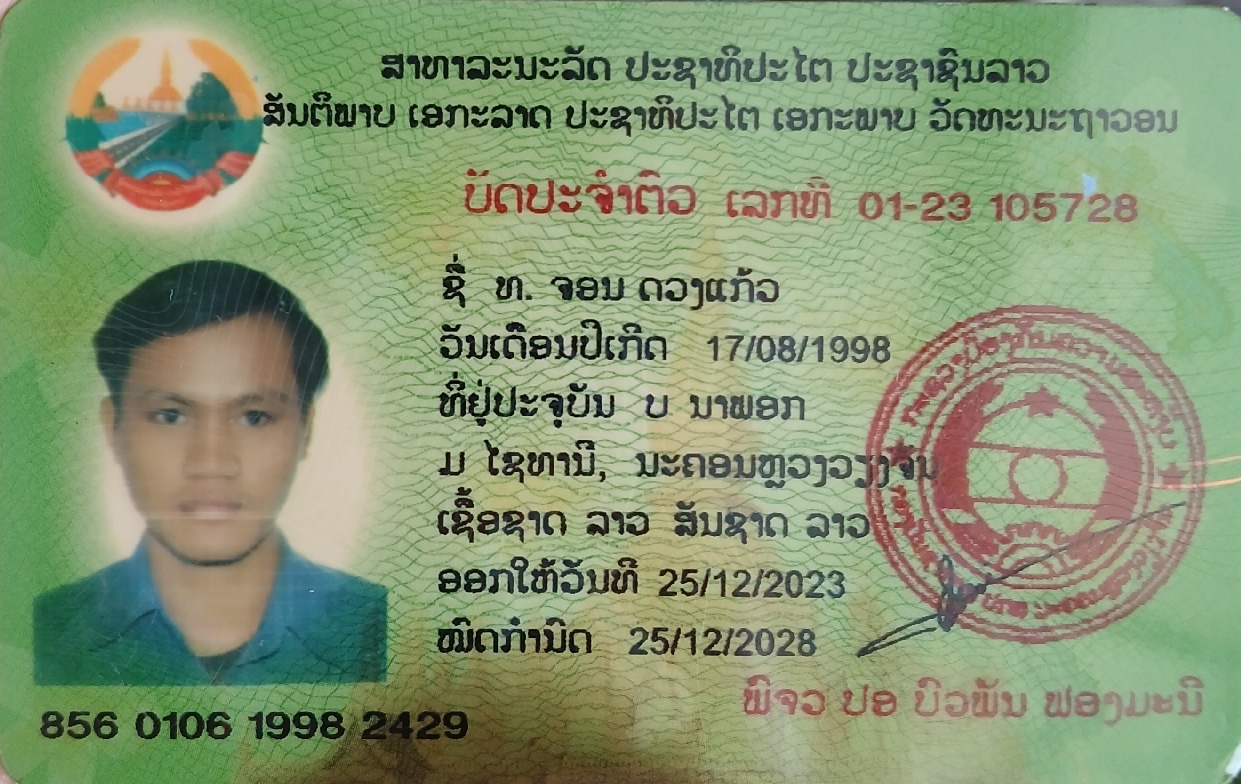 ສາທາລະນະລັດ ປະຊາທິປະໄຕ ປະຊາຊົນລາວ
ສັນຕິພາບ ເອກະລາດ ປະຊາທິປະໄຕ ເອກະພາບ ວັດທະນະຖາວອນ
ບັດປະຈຳຕົວ ເລກທີ 01-23 105728
ຊື່ ທ. ຈອນ ດວງແກ້ວ
ວັນເດືອນປີເກີດ 17/08/1998
ທີ່ຢູ່ປະຈຸບັນ ບ ນາພອກ
ມ ໄຊທານີ, ນະຄອນຫຼວງວຽງຈັນ
ເຊື້ອຊາດ ລາວ ສັນຊາດ ລາວ
ອອກໃຫ້ວັນທີ 25/12/2023
ໝົດກຳນົດ 25/12/2028
ພົຈວ ປອ ບົວພັນ ຟອງມະນີ
856 0106 1998 2429